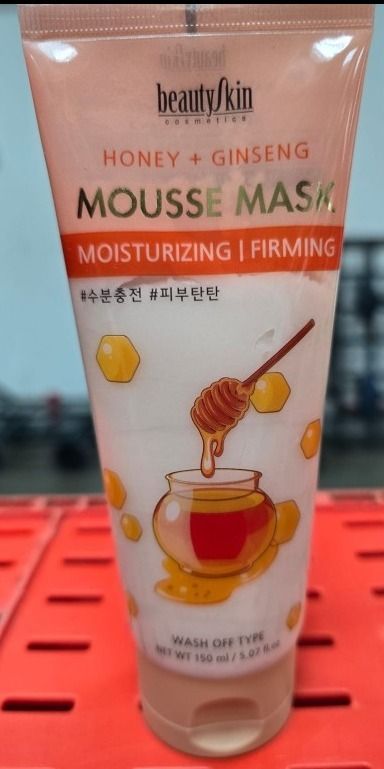 beautySkin
cosmetics
HONEY + GINSENG
MOUSSE MASK
MOISTURIZING | FIRMING
#수분충전 #피부탄탄
WASH OFF TYPE
NET WT 150 ml / 5.07 fl.oz